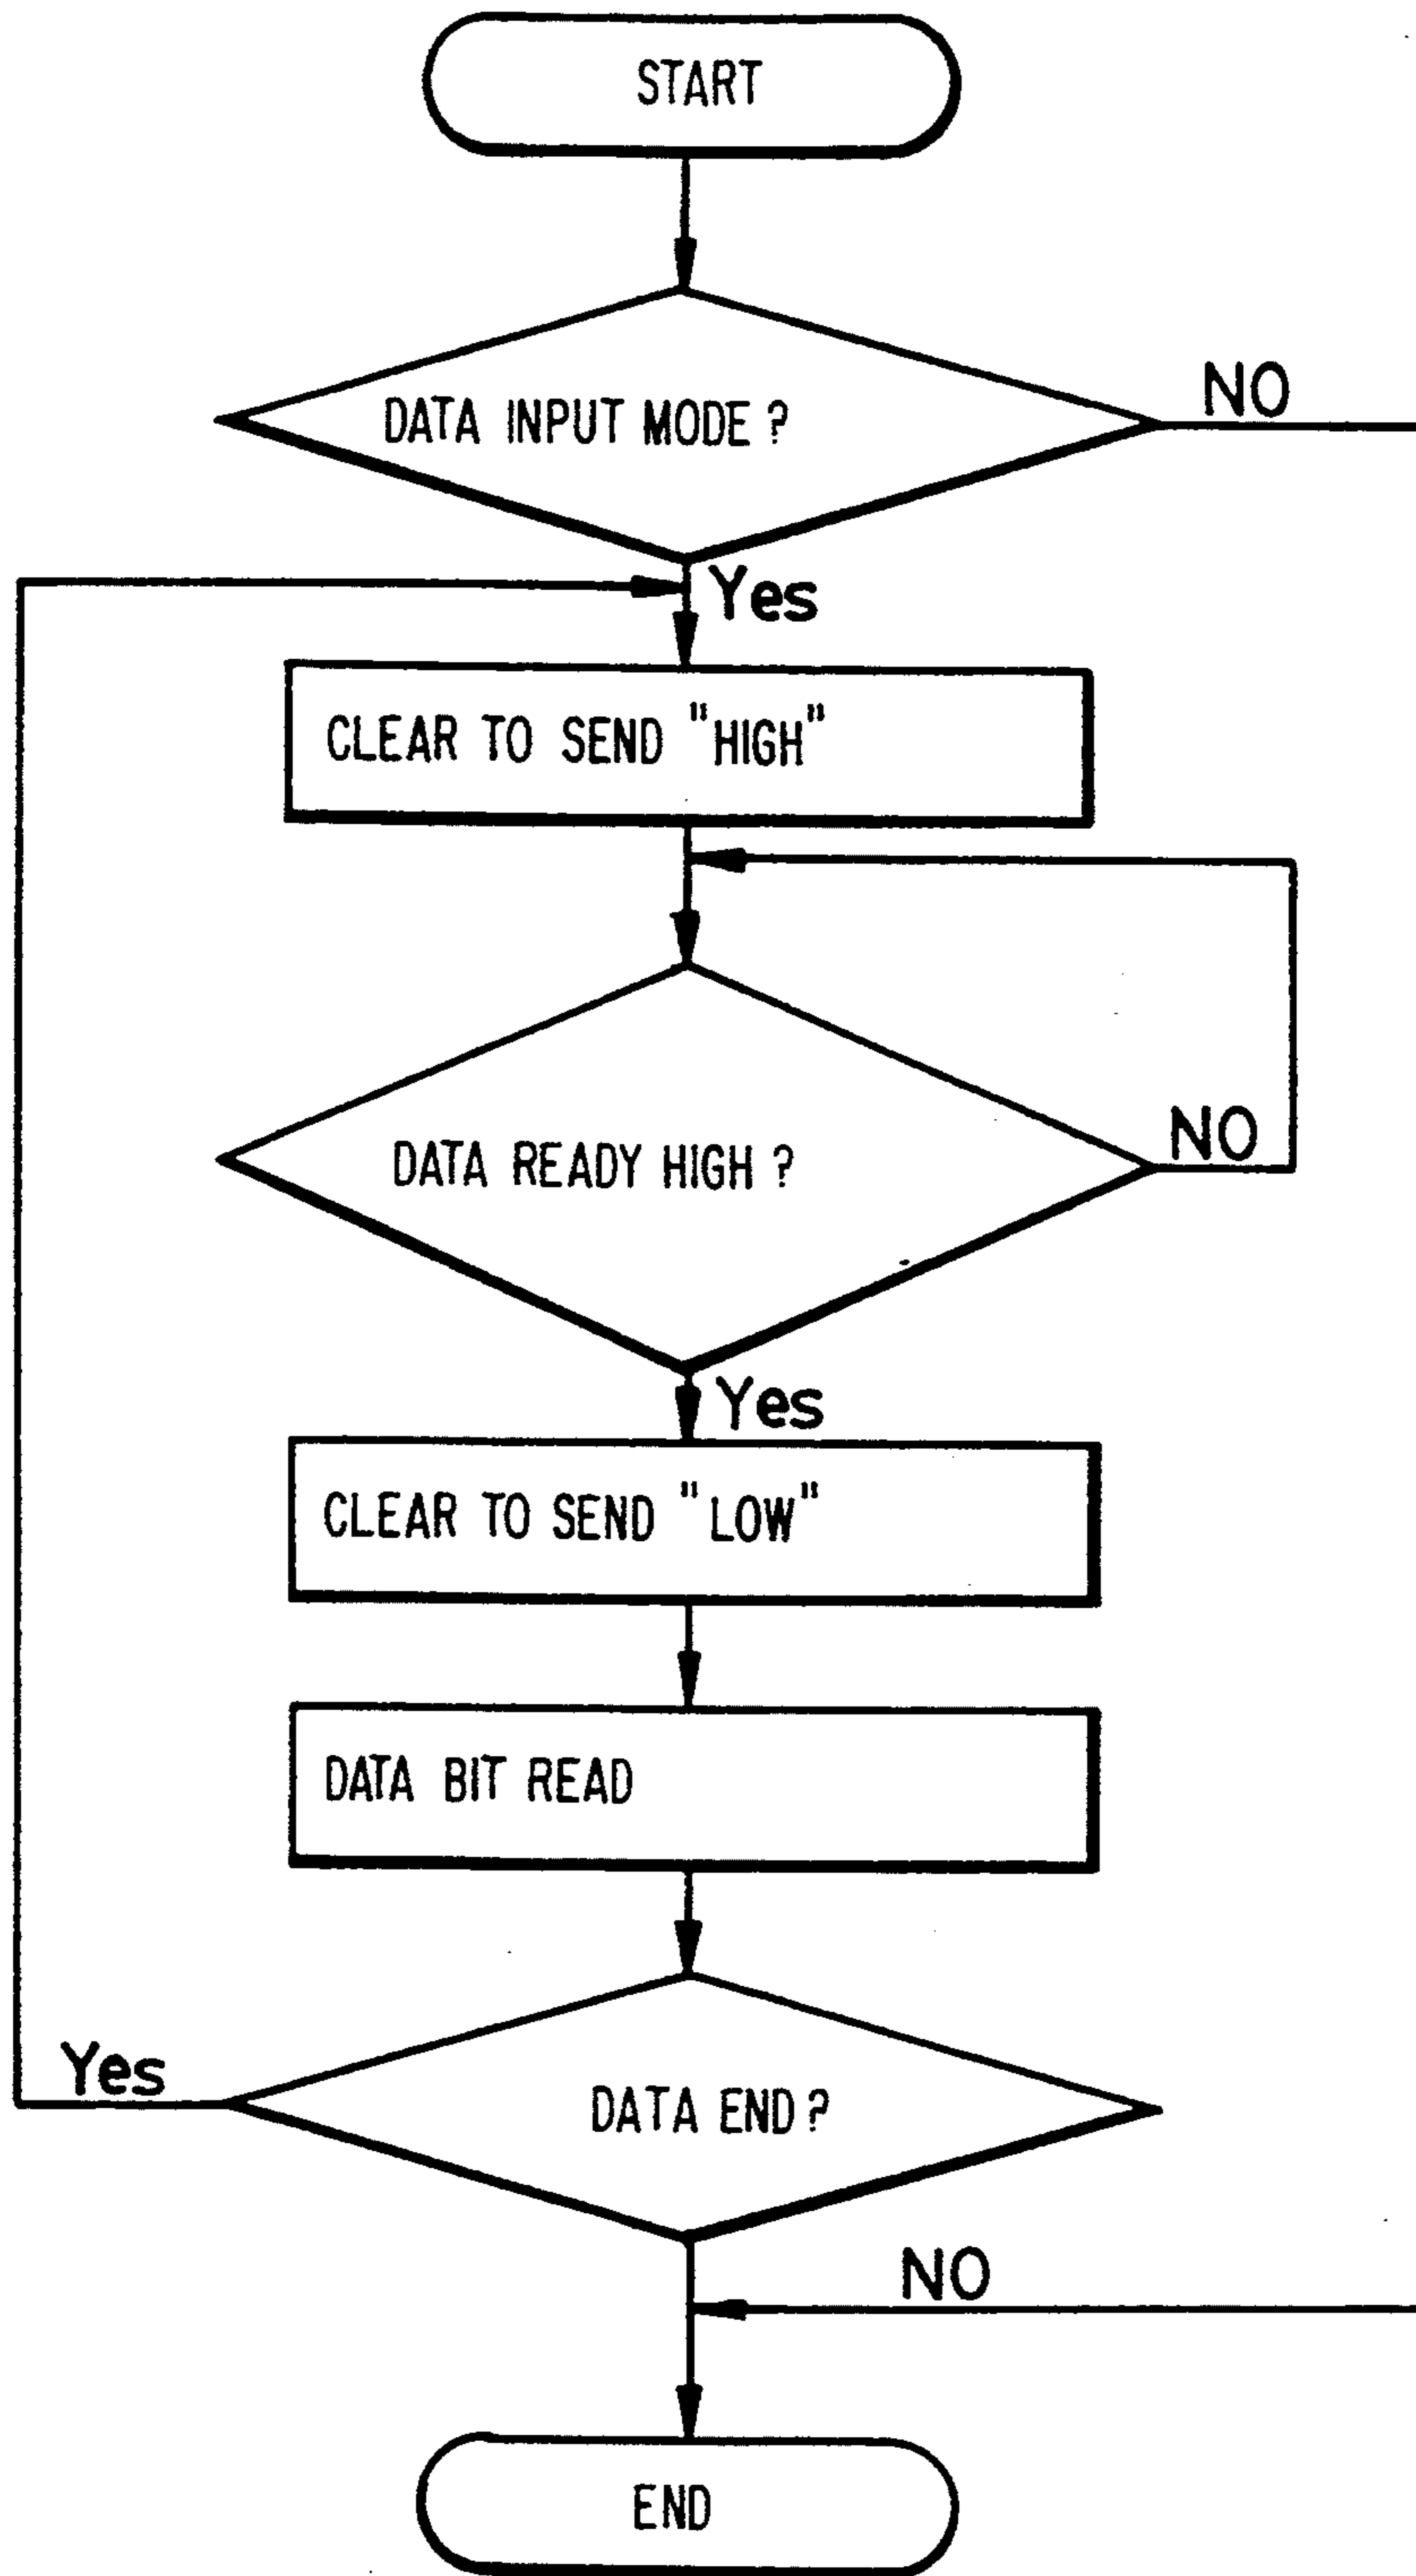 START
DATA INPUT MODE ?
NO
Yes
CLEAR TO SEND "HIGH"
DATA READY HIGH ?
NO
Yes
CLEAR TO SEND "LOW"
DATA BIT READ
Yes
DATA END ?
NO
END